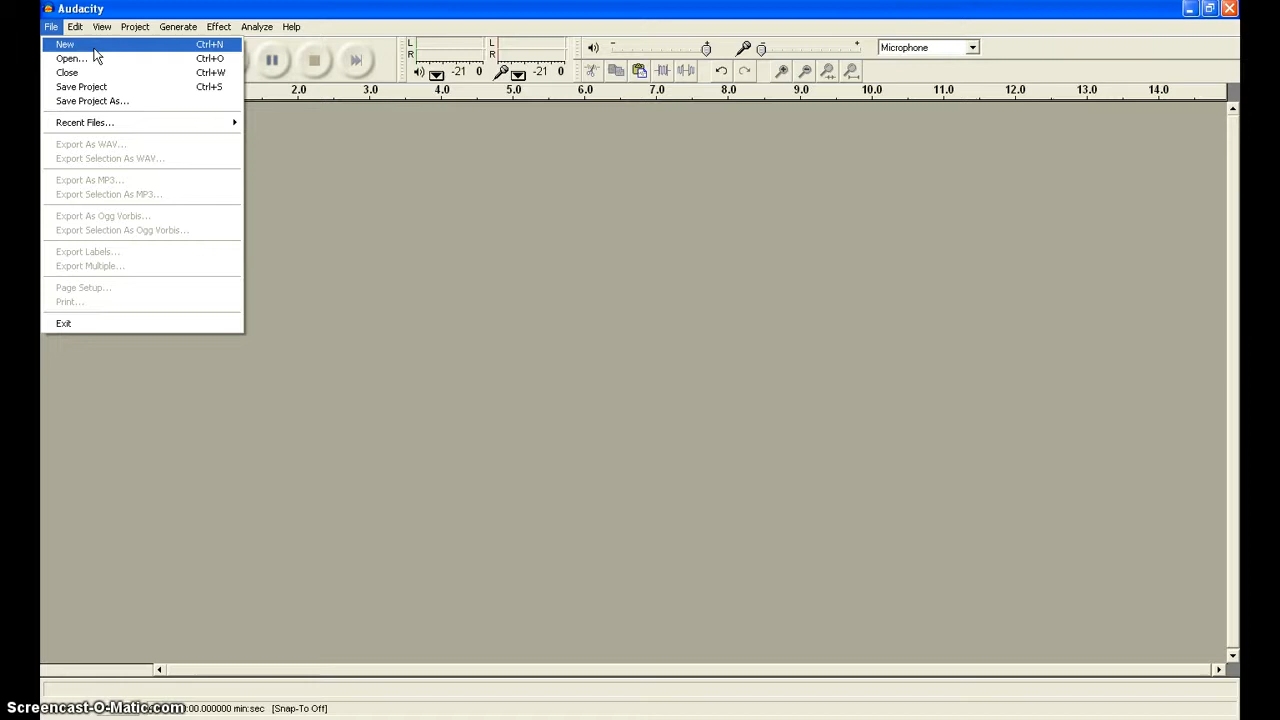 Audacity
File Edit View Project Generate Effect Analyze Help
New Ctrl+N
Open... Ctrl+O
Close Ctrl+W
Save Project Ctrl+S
Save Project As...
Recent Files...
Export As WAV...
Export Selection As WAV...
Export As MP3...
Export Selection As MP3...
Export As Ogg Vorbis...
Export Selection As Ogg Vorbis...
Export Labels...
Export Multiple...
Page Setup...
Print...
Exit
L
R
-21 0
L
R
-21 0
Microphone
2.0 3.0 4.0 5.0 6.0 7.0 8.0 9.0 10.0 11.0 12.0 13.0 14.0
Screencast-O-Matic.com
00.000000 min:sec [Snap-To Off]